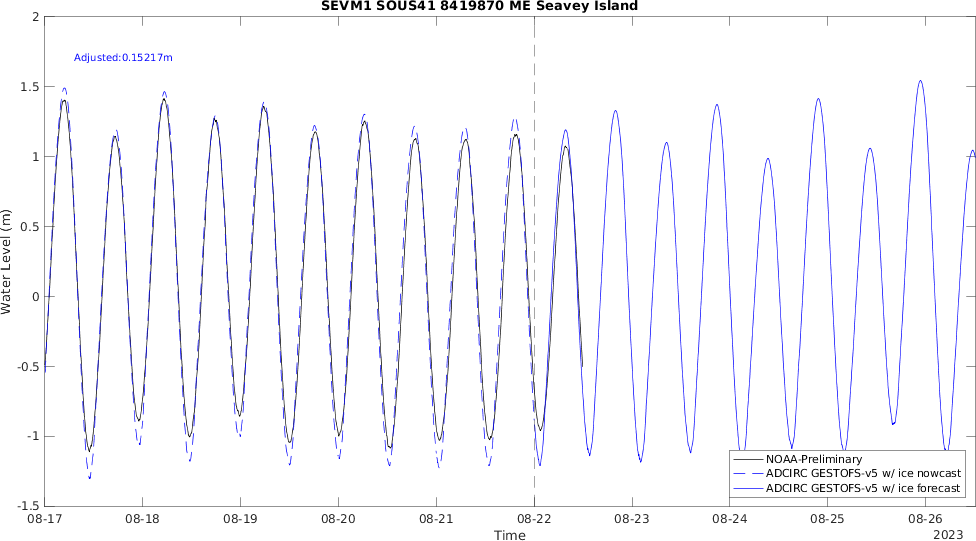 SEVM1 SOUS41 8419870 ME Seavey Island
Adjusted:0.15217m
Water Level (m)
2
1.5
1
0.5
0
-0.5
-1
-1.5
08-17 08-18 08-19 08-20 08-21 08-22 08-23 08-24 08-25 08-26
Time
2023
NOAA-Preliminary
ADCIRC GESTOFS-v5 w/ ice nowcast
ADCIRC GESTOFS-v5 w/ ice forecast